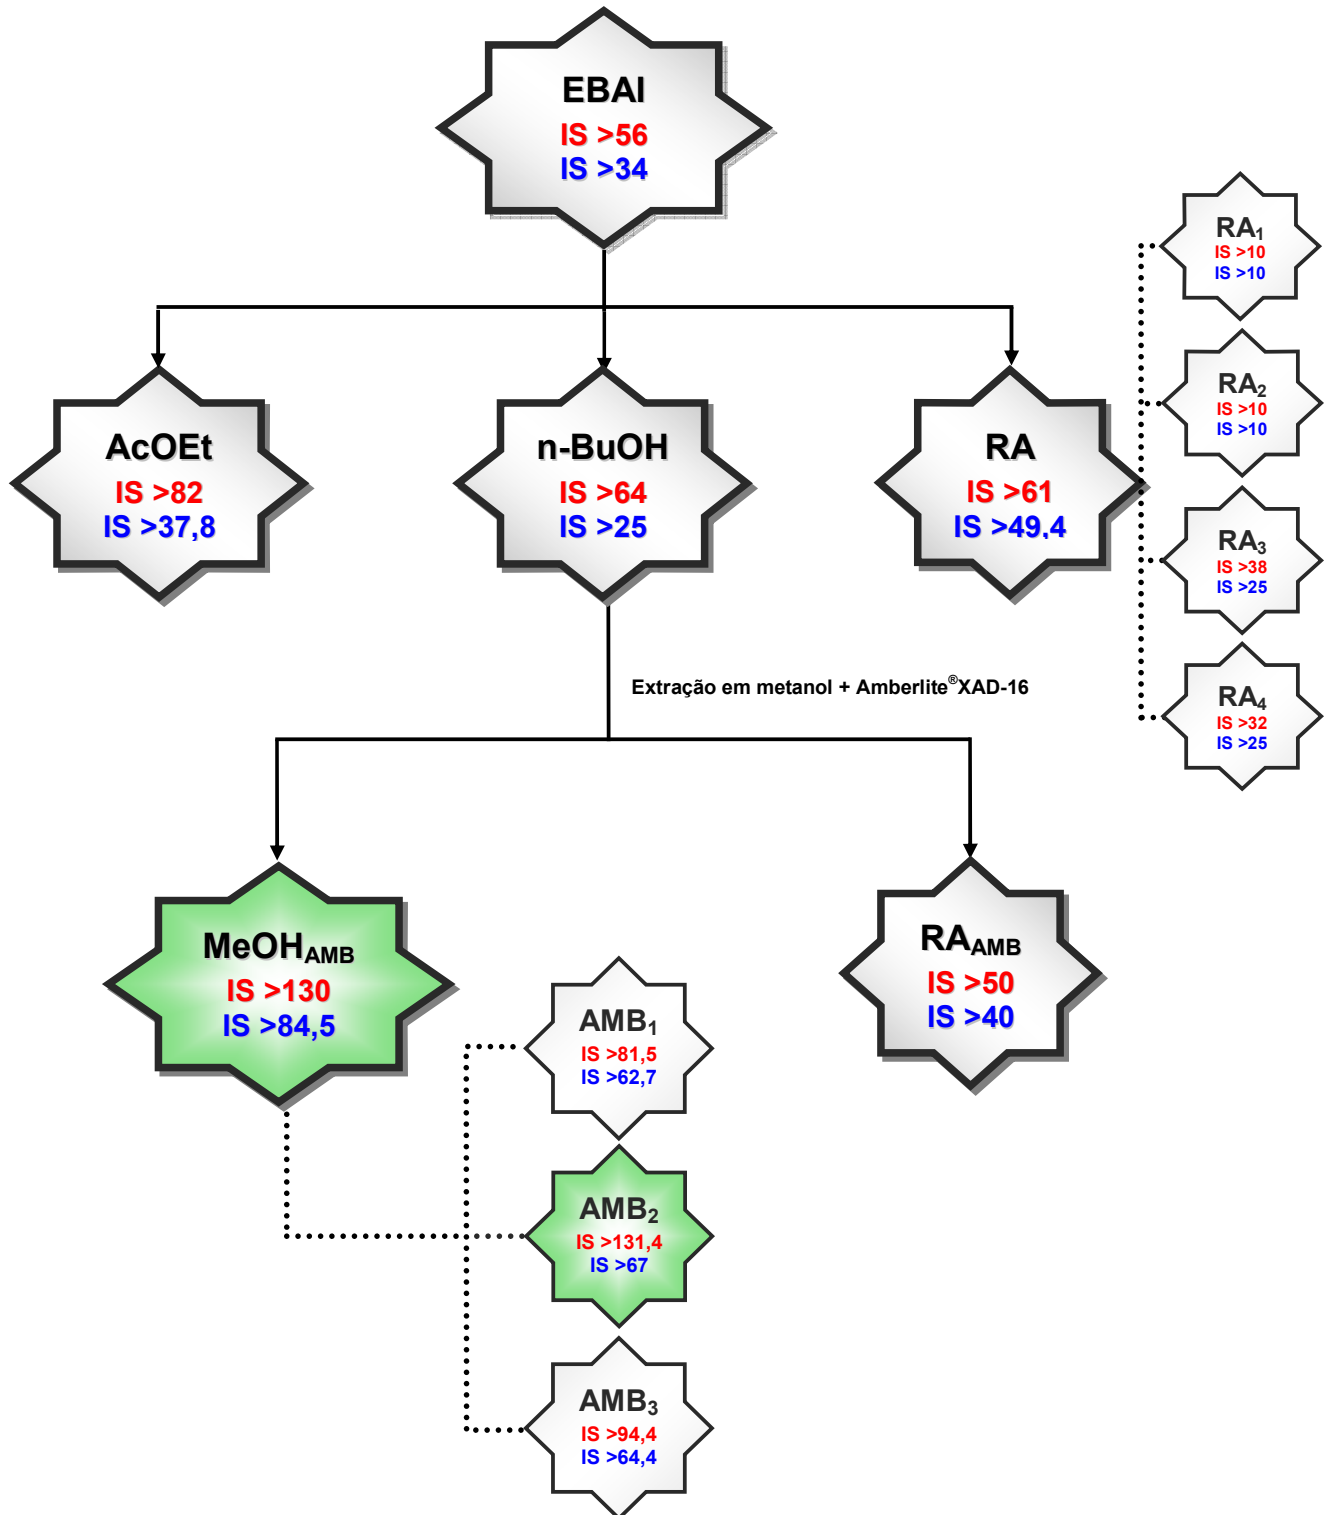 EBAI
IS >56
IS >34
RA₁
IS >10
IS >10
RA₂
IS >10
IS >10
AcOEt
IS >82
IS >37,8
n-BuOH
IS >64
IS >25
RA
IS >61
IS >49,4
RA₃
IS >38
IS >25
RA₄
IS >32
IS >25
Extração em metanol + Amberlite®XAD-16
MeOH_AMB
IS >130
IS >84,5
RA_AMB
IS >50
IS >40
AMB₁
IS >81,5
IS >62,7
AMB₂
IS >131,4
IS >67
AMB₃
IS >94,4
IS >64,4